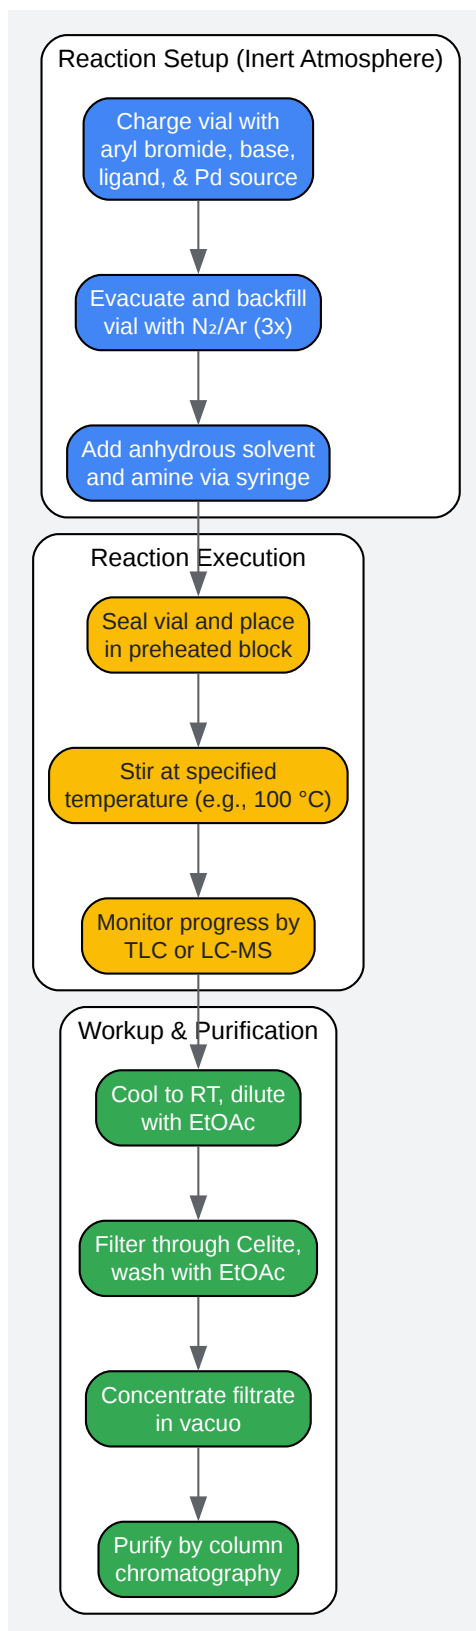 Reaction Setup (Inert Atmosphere)
Charge vial with
aryl bromide, base,
ligand, & Pd source
Evacuate and backfill
vial with N₂/Ar (3x)
Add anhydrous solvent
and amine via syringe
Reaction Execution
Seal vial and place
in preheated block
Stir at specified
temperature (e.g., 100 °C)
Monitor progress by
TLC or LC-MS
Workup & Purification
Cool to RT, dilute
with EtOAc
Filter through Celite,
wash with EtOAc
Concentrate filtrate
in vacuo
Purify by column
chromatography